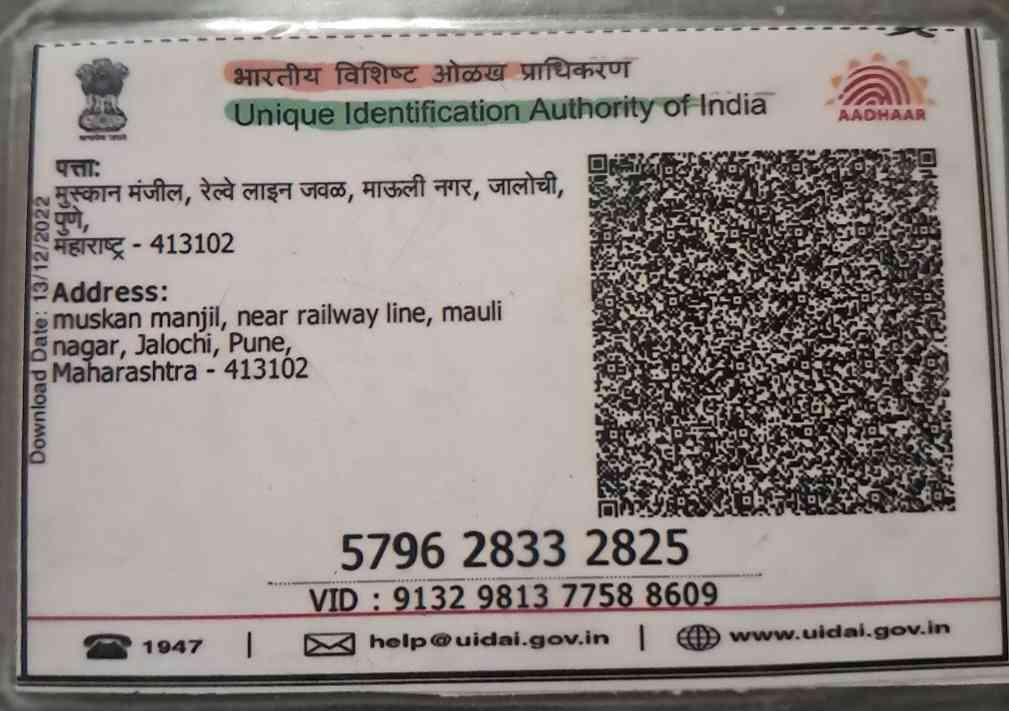 भारतीय विशिष्ट ओळख प्राधिकरण
Unique Identification Authority of India
AADHAAR
पत्ता:
मुस्कान मंजील, रेल्वे लाइन जवळ, माऊली नगर, जालोची,
पुणे,
महाराष्ट्र - 413102
Address:
muskan manjil, near railway line, mauli
nagar, Jalochi, Pune,
Maharashtra - 413102
Download Date: 13/12/2022
5796 2833 2825
VID : 9132 9813 7758 8609
1947 | help@uidai.gov.in | www.uidai.gov.in